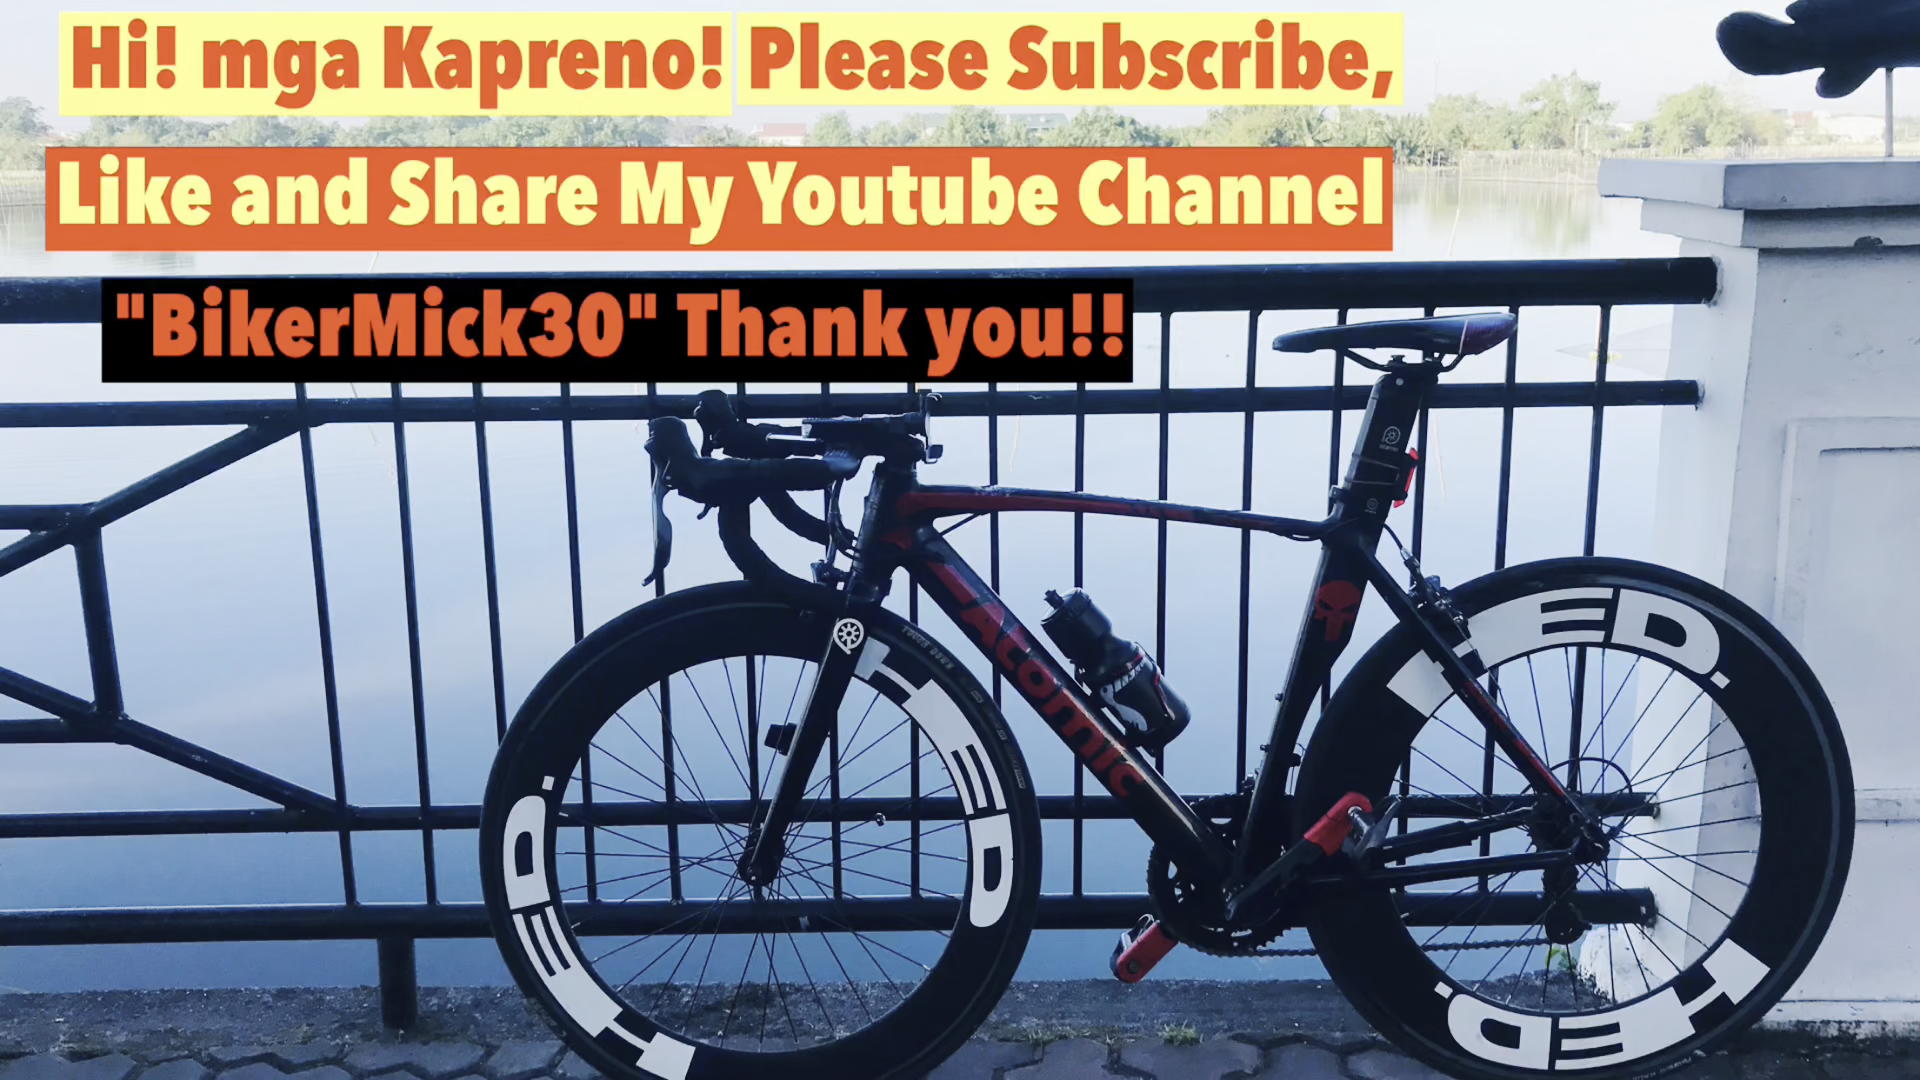 Hi! mga Kapreno! Please Subscribe,
Like and Share My Youtube Channel
"BikerMick30" Thank you!!
Atomic
HED.
HED.
HED.
HED.